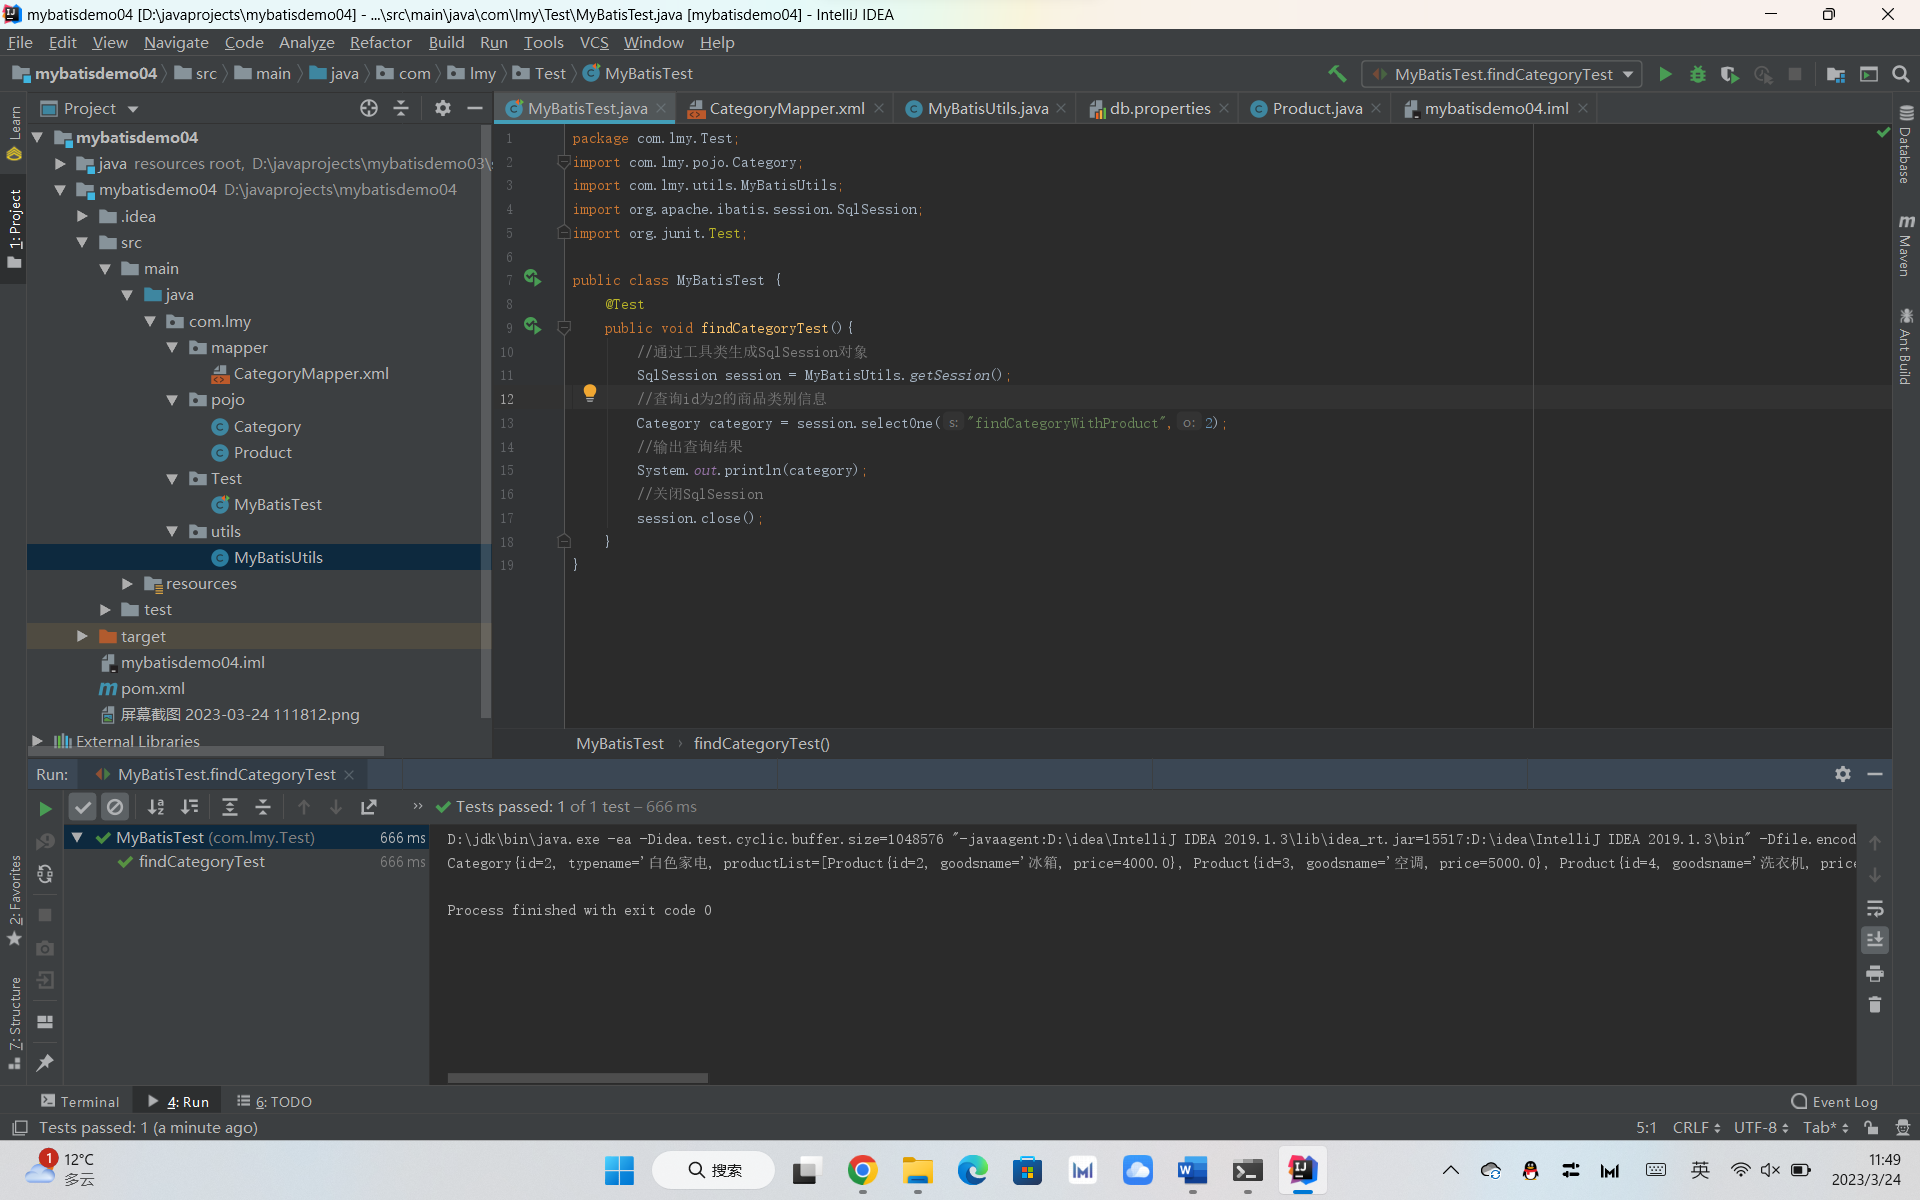 mybatisdemo04 [D:\javaprojects\mybatisdemo04] - ...\src\main\java\com\lmy\Test\MyBatisTest.java [mybatisdemo04] - IntelliJ IDEA
File Edit View Navigate Code Analyze Refactor Build Run Tools VCS Window Help
mybatisdemo04 src main java com lmy Test MyBatisTest
MyBatisTest.findCategoryTest
Project
MyBatisTest.java CategoryMapper.xml MyBatisUtils.java db.properties Product.java mybatisdemo04.iml
Learn
1: Project
2: Favorites
7: Structure
mybatisdemo04
java resources root, D:\javaprojects\mybatisdemo03\
mybatisdemo04 D:\javaprojects\mybatisdemo04
.idea
src
main
java
com.lmy
mapper
CategoryMapper.xml
pojo
Category
Product
Test
MyBatisTest
utils
MyBatisUtils
resources
test
target
mybatisdemo04.iml
pom.xml
屏幕截图 2023-03-24 111812.png
External Libraries
1 package com.lmy.Test;
2 import com.lmy.pojo.Category;
3 import com.lmy.utils.MyBatisUtils;
4 import org.apache.ibatis.session.SqlSession;
5 import org.junit.Test;
6
7 public class MyBatisTest {
8 @Test
9 public void findCategoryTest(){
10 //通过工具类生成SqlSession对象
11 SqlSession session = MyBatisUtils.getSession();
12 //查询id为2的商品类别信息
13 Category category = session.selectOne( s: "findCategoryWithProduct", o: 2);
14 //输出查询结果
15 System.out.println(category);
16 //关闭SqlSession
17 session.close();
18 }
19 }
MyBatisTest › findCategoryTest()
Database
Maven
Ant Build
Run: MyBatisTest.findCategoryTest
» Tests passed: 1 of 1 test – 666 ms
MyBatisTest (com.lmy.Test) 666 ms
findCategoryTest 666 ms
D:\jdk\bin\java.exe -ea -Didea.test.cyclic.buffer.size=1048576 "-javaagent:D:\idea\IntelliJ IDEA 2019.1.3\lib\idea_rt.jar=15517:D:\idea\IntelliJ IDEA 2019.1.3\bin" -Dfile.encod
Category{id=2, typename='白色家电, productList=[Product{id=2, goodsname='冰箱, price=4000.0}, Product{id=3, goodsname='空调, price=5000.0}, Product{id=4, goodsname='洗衣机, price
Process finished with exit code 0
Terminal 4: Run 6: TODO Event Log
Tests passed: 1 (a minute ago) 5:1 CRLF UTF-8 Tab*
1 12°C
多云
搜索
英
11:49
2023/3/24